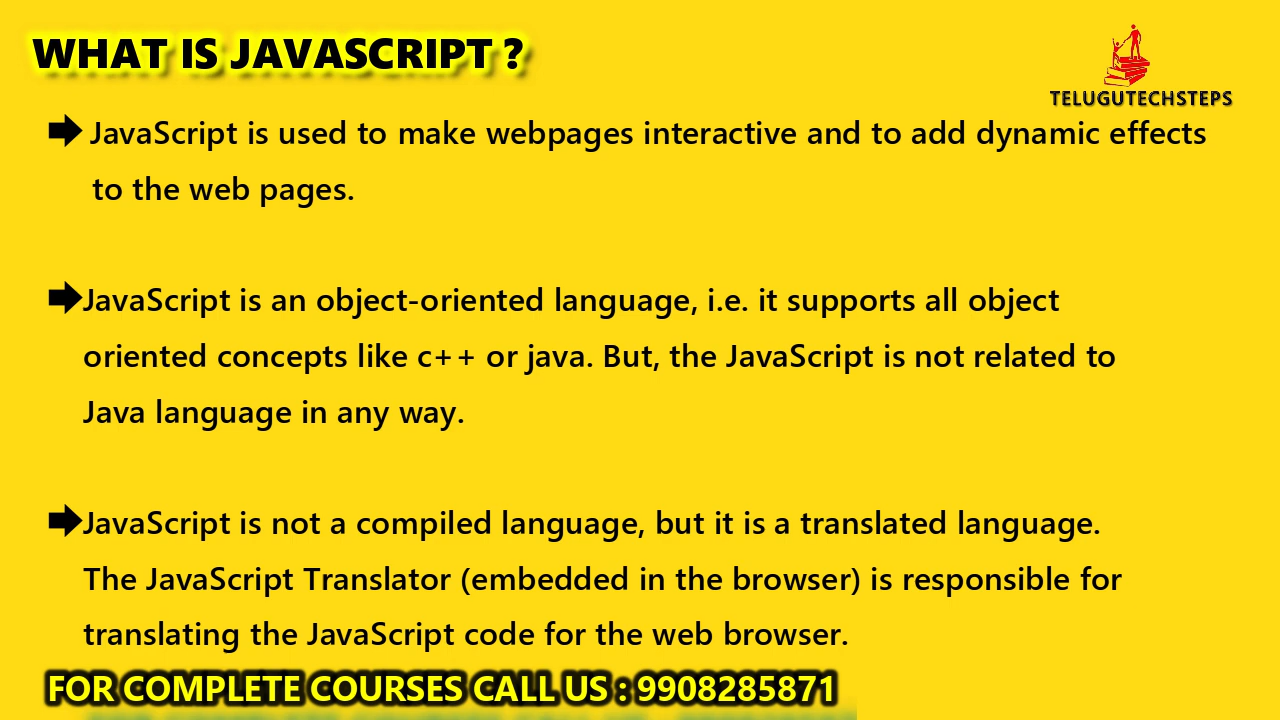 WHAT IS JAVASCRIPT ?
TELUGUTECHSTEPS
JavaScript is used to make webpages interactive and to add dynamic effects
to the web pages.
JavaScript is an object-oriented language, i.e. it supports all object
oriented concepts like c++ or java. But, the JavaScript is not related to
Java language in any way.
JavaScript is not a compiled language, but it is a translated language.
The JavaScript Translator (embedded in the browser) is responsible for
translating the JavaScript code for the web browser.
FOR COMPLETE COURSES CALL US : 9908285871